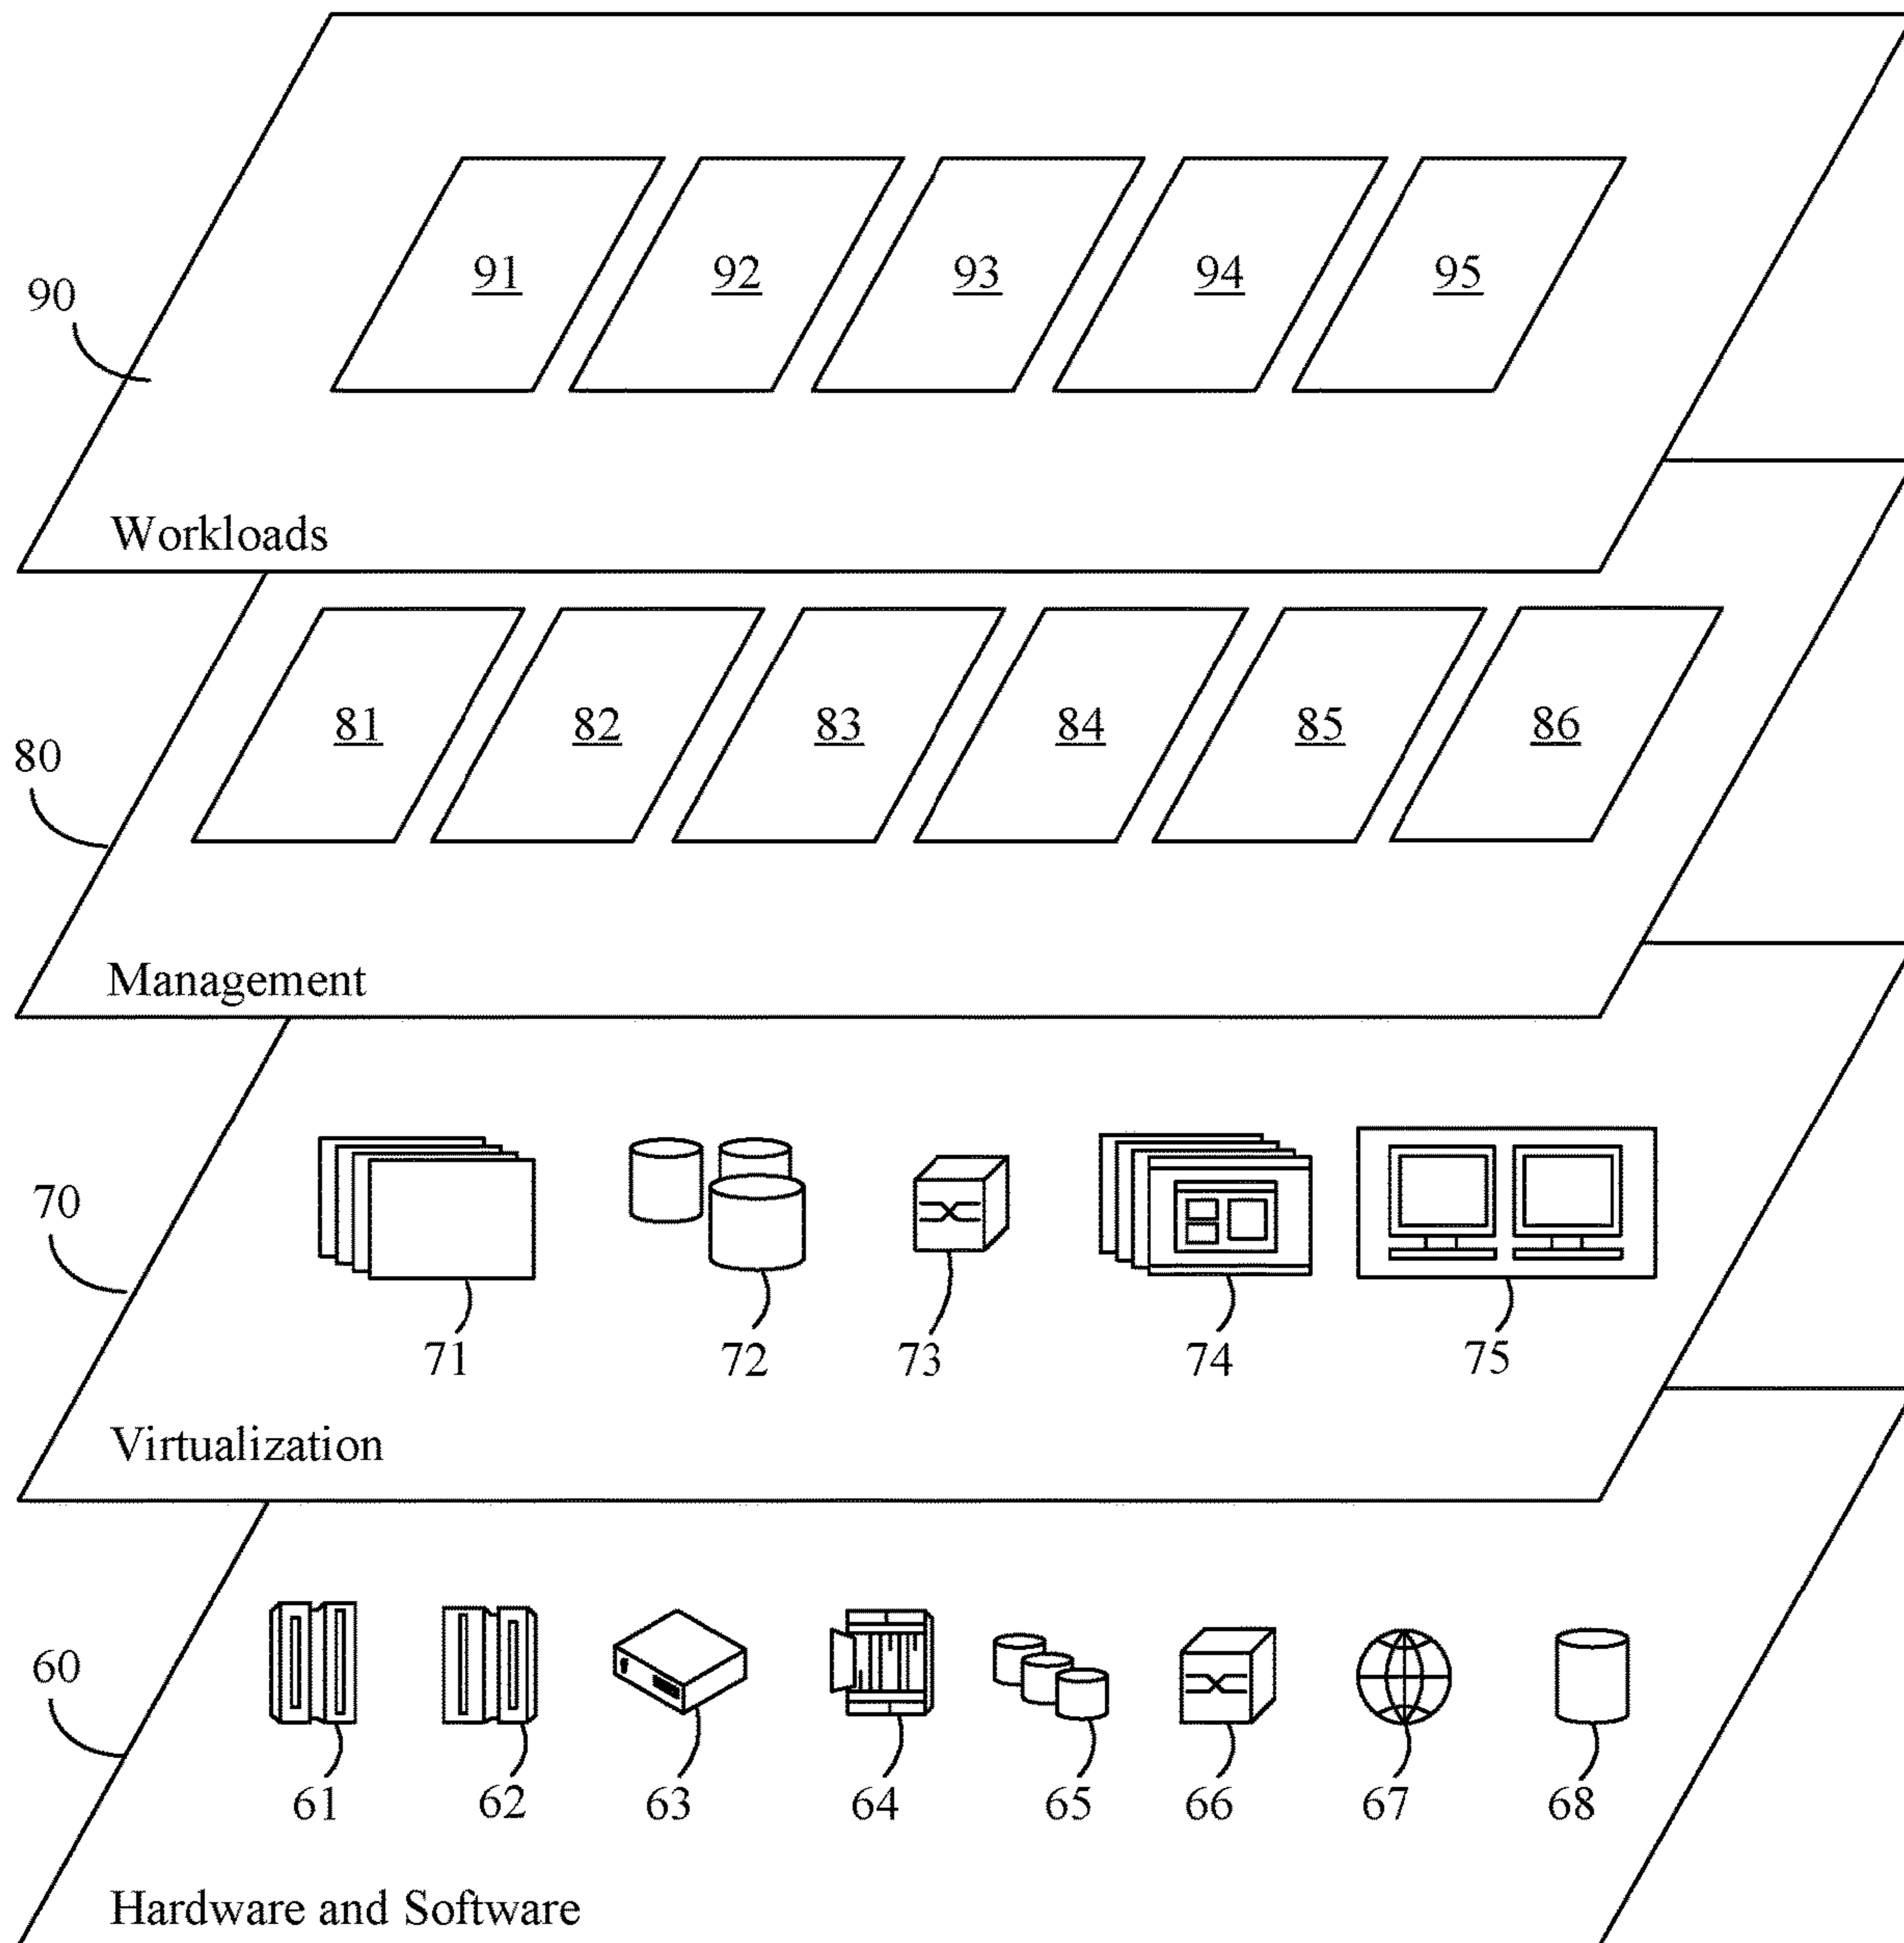 91 92 93 94 95
90
Workloads
81 82 83 84 85 86
80
Management
70
71 72 73 74 75
Virtualization
60
61 62 63 64 65 66 67 68
Hardware and Software